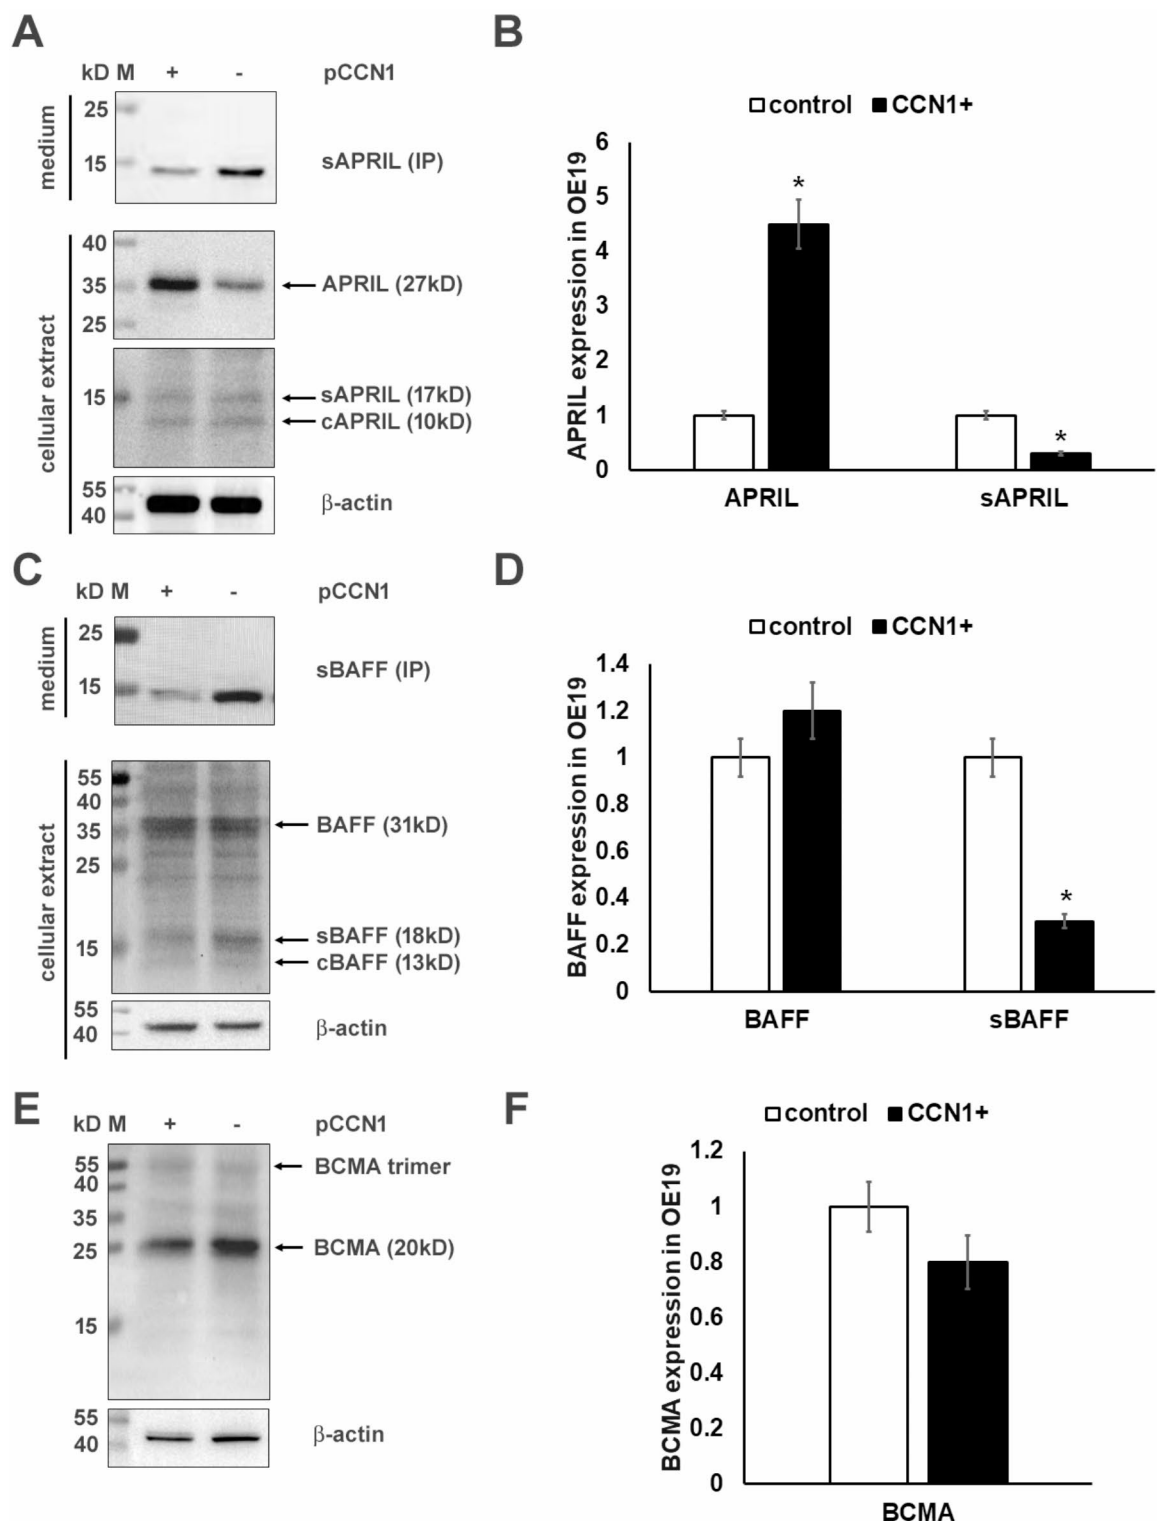 A
kD M + - pCCN1
medium
25
15
sAPRIL (IP)
cellular extract
40
35
25
APRIL (27kD)
15
sAPRIL (17kD)
cAPRIL (10kD)
55
40
β-actin
B
control CCN1+
APRIL expression in OE19
6
5
4
3
2
1
0
APRIL sAPRIL
*
*
C
kD M + - pCCN1
medium
25
15
sBAFF (IP)
cellular extract
55
40
35
25
15
BAFF (31kD)
sBAFF (18kD)
cBAFF (13kD)
55
40
β-actin
D
control CCN1+
BAFF expression in OE19
1.4
1.2
1
0.8
0.6
0.4
0.2
0
*
BAFF sBAFF
E
kD M + - pCCN1
55
40
35
25
15
BCMA trimer
BCMA (20kD)
55
40
β-actin
F
control CCN1+
BCMA expression in OE19
1.2
1
0.8
0.6
0.4
0.2
0
BCMA